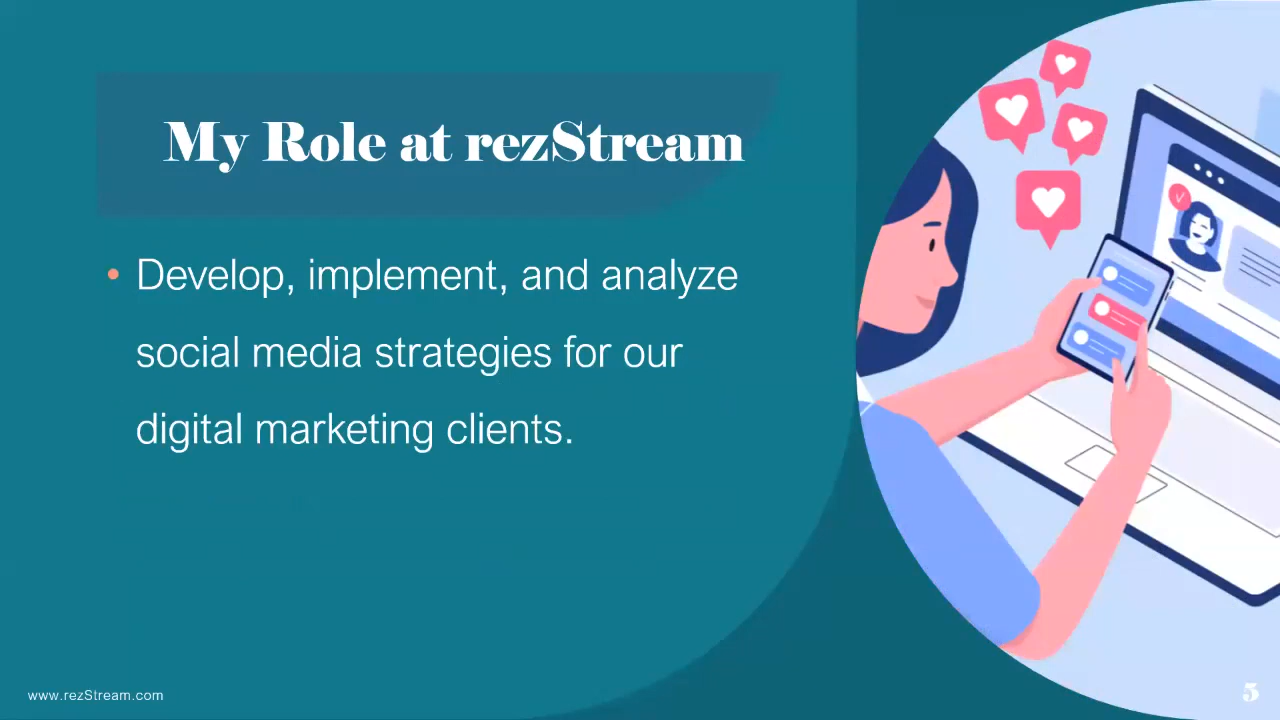 My Role at rezStream
• Develop, implement, and analyze
social media strategies for our
digital marketing clients.
www.rezStream.com
5